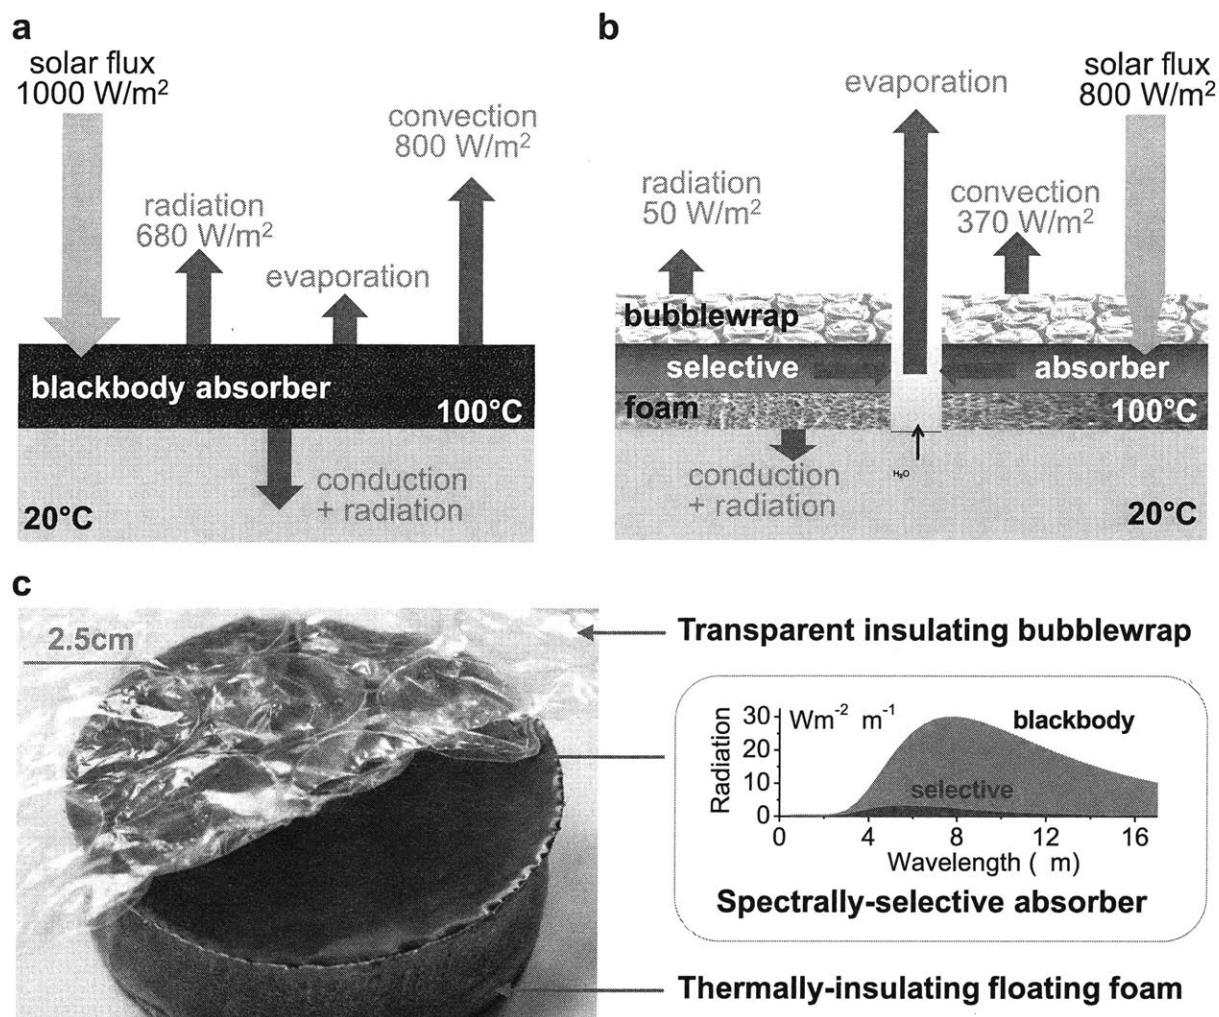 a
solar flux
1000 W/m²
radiation
680 W/m²
evaporation
convection
800 W/m²
blackbody absorber
100°C
conduction
+ radiation
20°C
b
evaporation
solar flux
800 W/m²
radiation
50 W/m²
convection
370 W/m²
bubblewrap
selective
absorber
foam
100°C
conduction
+ radiation
H₂O
20°C
c
2.5cm
Transparent insulating bubblewrap
Wm⁻² m⁻¹
blackbody
selective
Radiation
30
20
10
0
0 4 8 12 16
Wavelength ( m)
Spectrally-selective absorber
Thermally-insulating floating foam